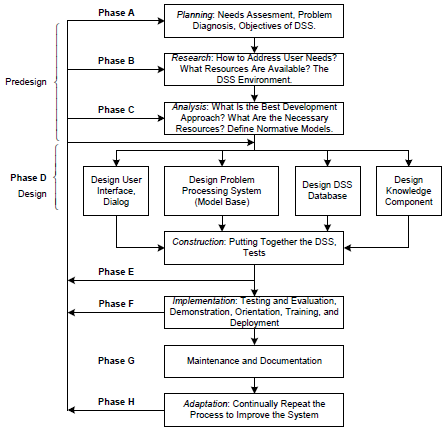 Phase A
Planning: Needs Assesment, Problem
Diagnosis, Objectives of DSS.
Phase B
Research: How to Address User Needs?
What Resources Are Available? The
DSS Environment.
Predesign
Phase C
Analysis: What Is the Best Development
Approach? What Are the Necessary
Resources? Define Normative Models.
Phase D
Design
Design User
Interface,
Dialog
Design Problem
Processing System
(Model Base)
Design DSS
Database
Design
Knowledge
Component
Construction: Putting Together the DSS,
Tests
Phase E
Phase F
Implementation: Testing and Evaluation,
Demonstration, Orientation, Training, and
Deployment
Phase G
Maintenance and Documentation
Phase H
Adaptation: Continually Repeat the
Process to Improve the System